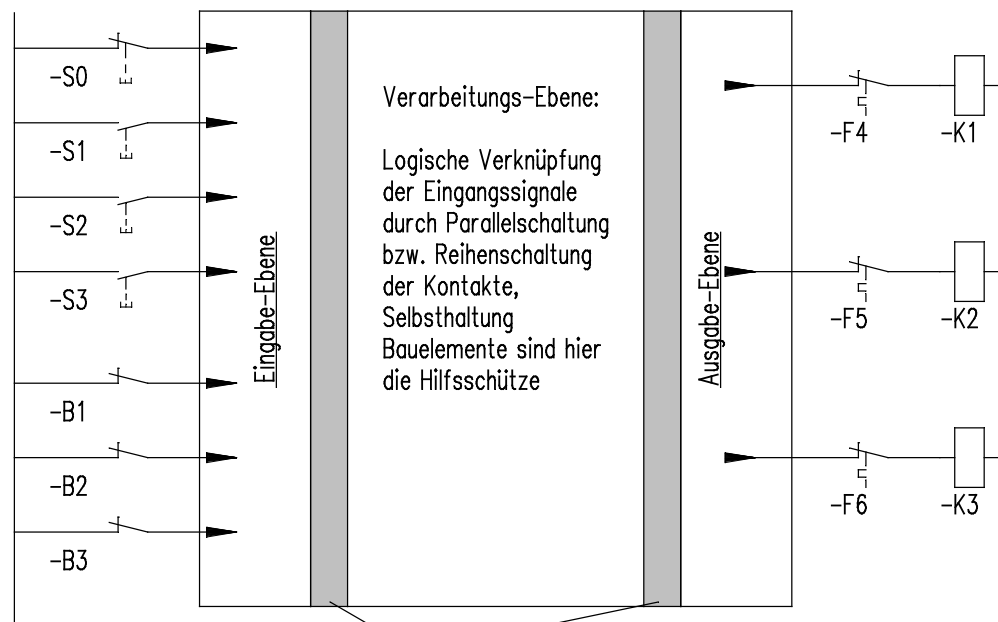 -S0
-S1
-S2
-S3
-B1
-B2
-B3
Eingabe-Ebene
Verarbeitungs-Ebene:
Logische Verknüpfung
der Eingangssignale
durch Parallelschaltung
bzw. Reihenschaltung
der Kontakte,
Selbsthaltung
Bauelemente sind hier
die Hilfsschütze
Ausgabe-Ebene
-F4
-K1
-F5
-K2
-F6
-K3